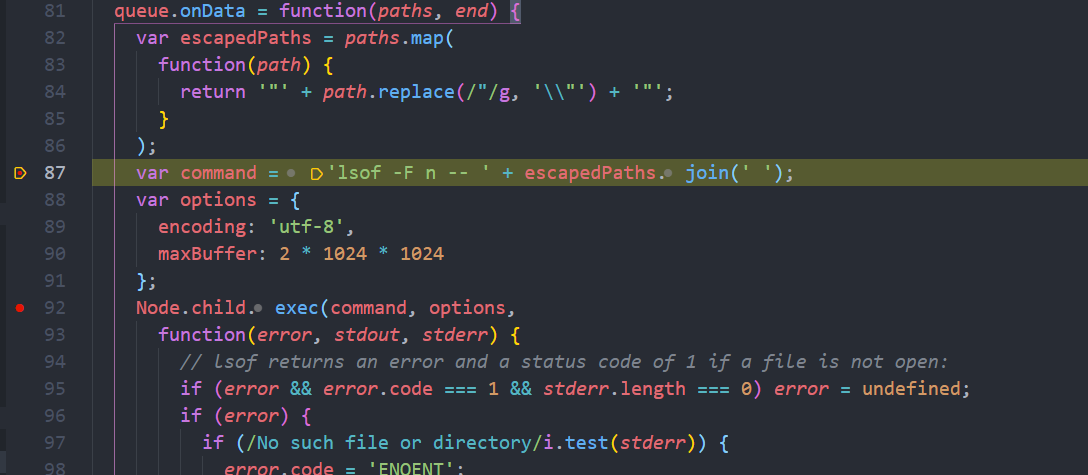 81 queue.onData = function(paths, end) {
82 var escapedPaths = paths.map(
83 function(path) {
84 return '"' + path.replace(/"/g, '\\"') + '"';
85 }
86 );
87 var command = 'lsof -F n -- ' + escapedPaths. join(' ');
88 var options = {
89 encoding: 'utf-8',
90 maxBuffer: 2 * 1024 * 1024
91 };
92 Node.child. exec(command, options,
93 function(error, stdout, stderr) {
94 // lsof returns an error and a status code of 1 if a file is not open:
95 if (error && error.code === 1 && stderr.length === 0) error = undefined;
96 if (error) {
97 if (/No such file or directory/i.test(stderr)) {
98 error.code = 'ENOENT';